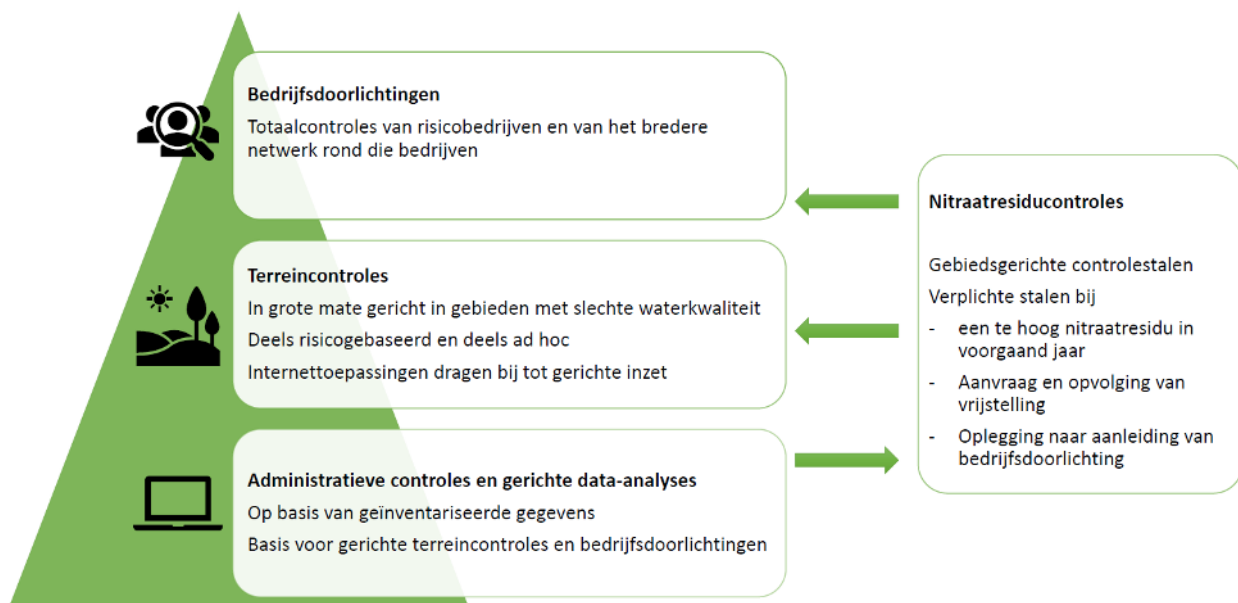 Bedrijfsdoorlichtingen
Totaalcontroles van risicobedrijven en van het bredere
netwerk rond die bedrijven
Terreincontroles
In grote mate gericht in gebieden met slechte waterkwaliteit
Deels risicogebaseerd en deels ad hoc
Internettoepassingen dragen bij tot gerichte inzet
Administratieve controles en gerichte data-analyses
Op basis van geïnventariseerde gegevens
Basis voor gerichte terreincontroles en bedrijfsdoorlichtingen
Nitraatresiducontroles
Gebiedsgerichte controlestalen
Verplichte stalen bij
- een te hoog nitraatresidu in
voorgaand jaar
- Aanvraag en opvolging van
vrijstelling
- Oplegging naar aanleiding van
bedrijfsdoorlichting